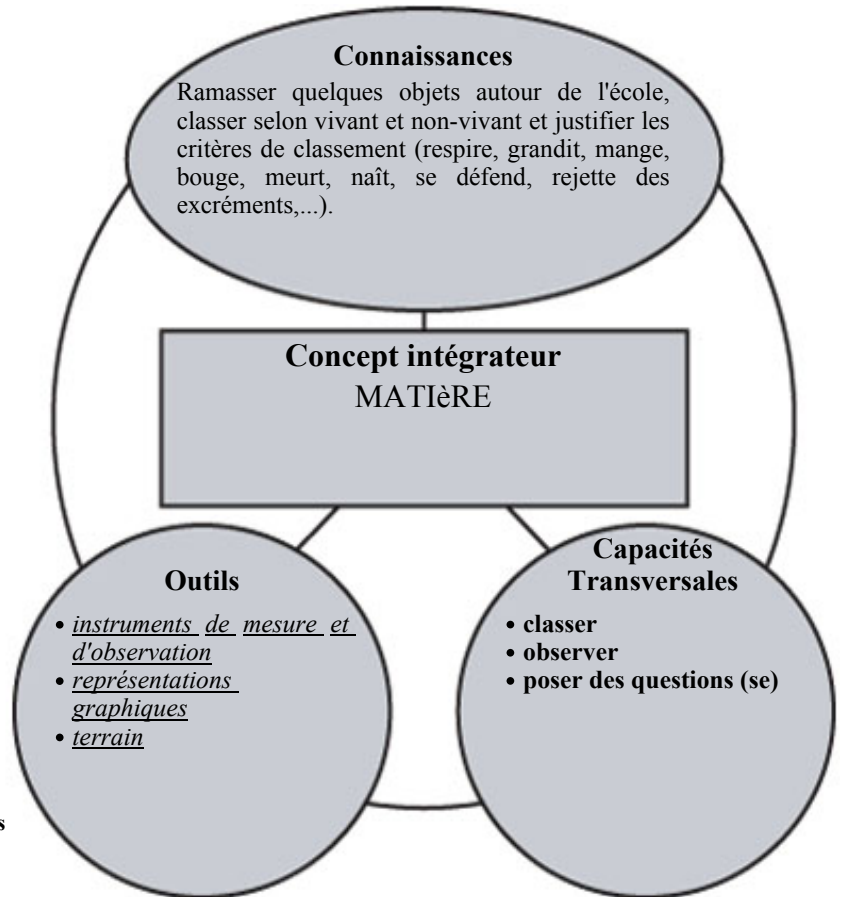 Connaissances
Ramasser quelques objets autour de l'école,
classer selon vivant et non-vivant et justifier les
critères de classement (respire, grandit, mange,
bouge, meurt, naît, se défend, rejette des
excréments,...).
Concept intégrateur
MATIèRE
Outils
• instruments de mesure et
d'observation
• représentations
graphiques
• terrain
Capacités
Transversales
• classer
• observer
• poser des questions (se)
s